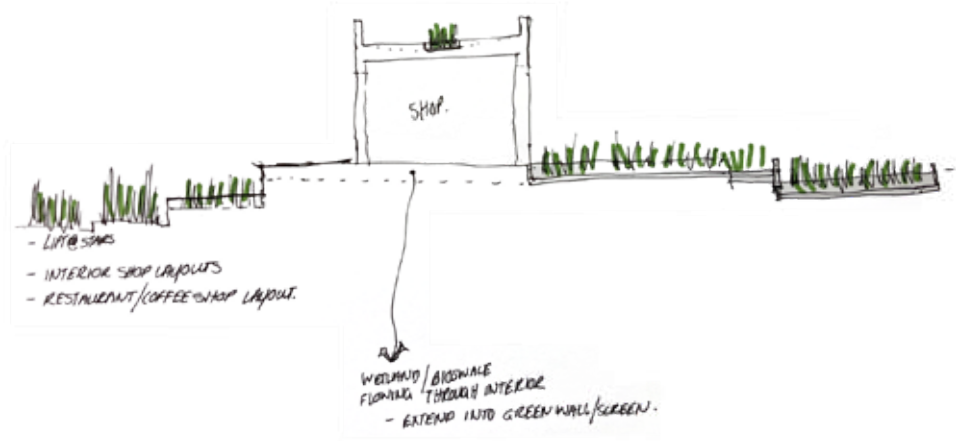 SHOP.
- LIFT @ STAIRS
- INTERIOR SHOP LAYOUTS
- RESTAURANT/COFFEE SHOP LAYOUT.
WETLAND/BIOSWALE
FLOWING THROUGH INTERIOR
- EXTEND INTO GREEN WALL/SCREEN.